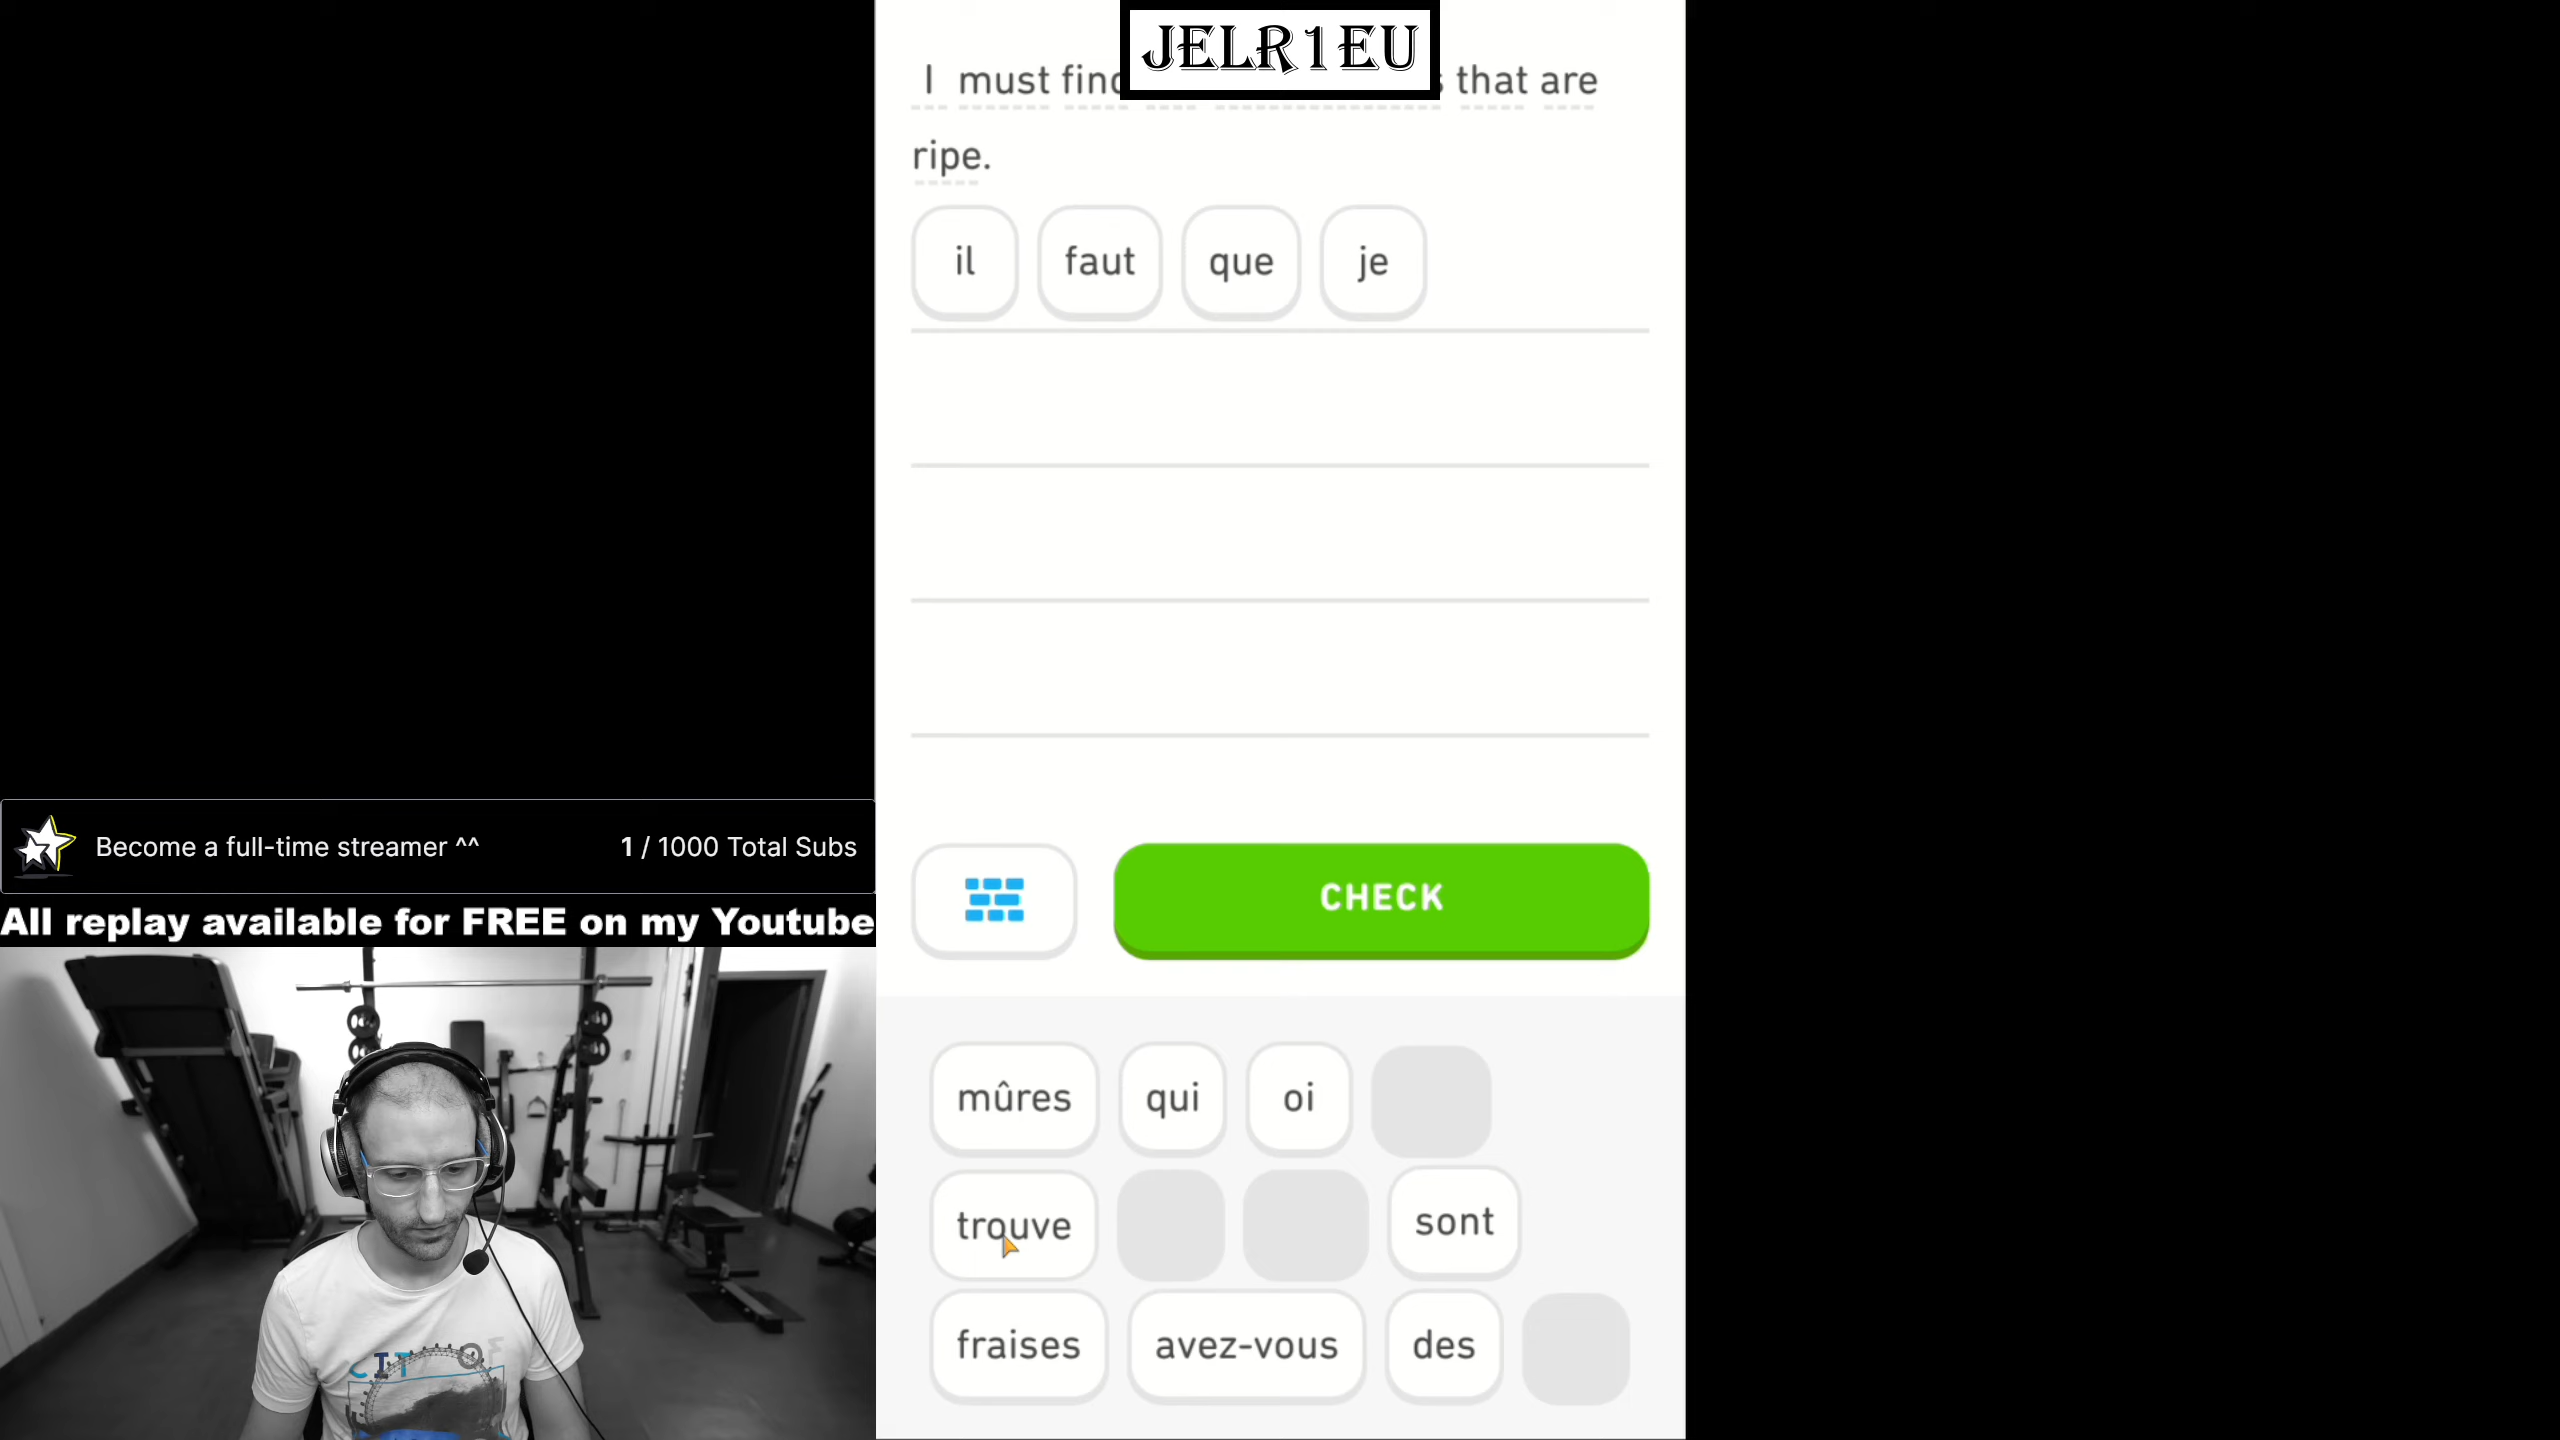 JELR1EU
I must find that are
ripe.
il faut que je
Become a full-time streamer ^^ 1 / 1000 Total Subs
All replay available for FREE on my Youtube
CHECK
mûres qui oi
trouve sont
fraises avez-vous des